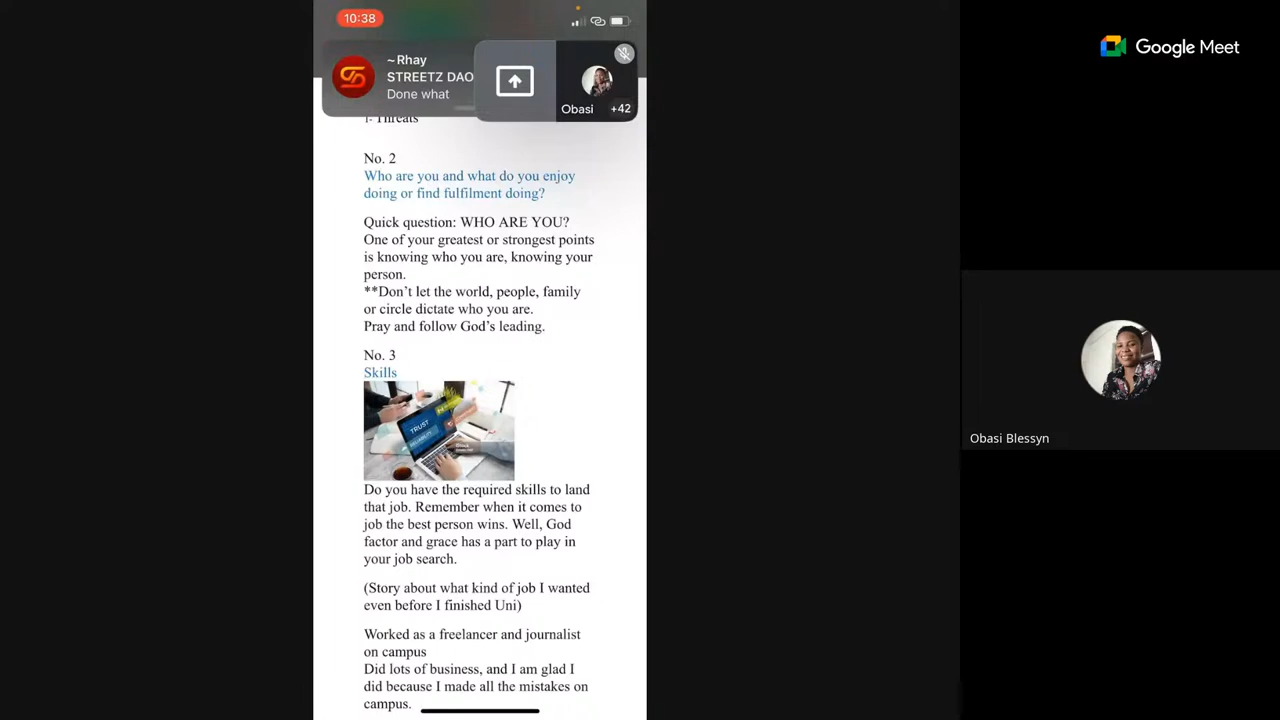 10:38
~Rhay
STREETZ DAO
Done what
Obasi +42
Google Meet
Threats
No. 2
Who are you and what do you enjoy
doing or find fulfilment doing?
Quick question: WHO ARE YOU?
One of your greatest or strongest points
is knowing who you are, knowing your
person.
**Don’t let the world, people, family
or circle dictate who you are.
Pray and follow God’s leading.
No. 3
Skills
TRUST
Do you have the required skills to land
that job. Remember when it comes to
job the best person wins. Well, God
factor and grace has a part to play in
your job search.
(Story about what kind of job I wanted
even before I finished Uni)
Worked as a freelancer and journalist
on campus
Did lots of business, and I am glad I
did because I made all the mistakes on
campus.
Obasi Blessyn